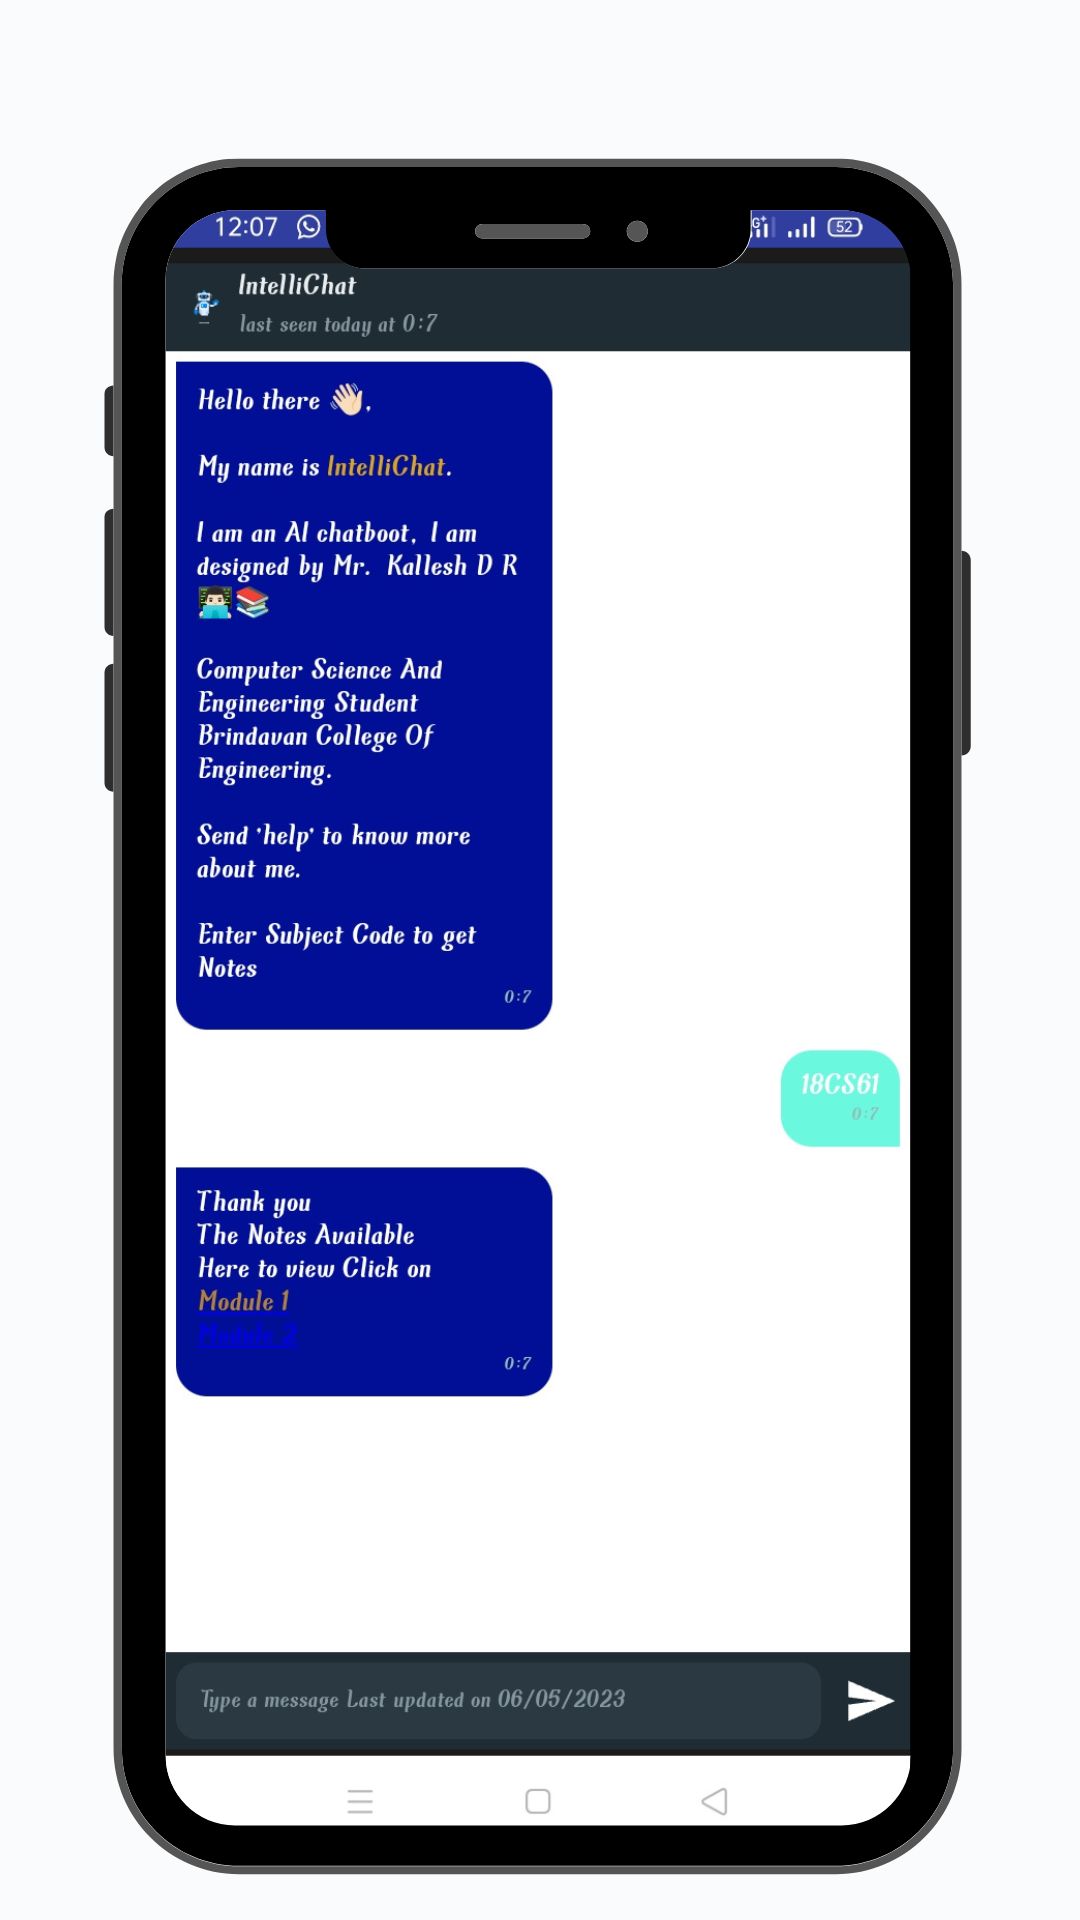 12:07
G+
52
IntelliChat
last seen today at 0:7
Hello there 👋🏻,
My name is IntelliChat.
I am an AI chatboot, I am
designed by Mr. Kallesh D R
👨🏻‍💻📚
Computer Science And
Engineering Student
Brindavan College Of
Engineering.
Send 'help' to know more
about me.
Enter Subject Code to get
Notes
0:7
18CS61
0:7
Thank you
The Notes Available
Here to view Click on
Module 1
Module 2
0:7
Type a message Last updated on 06/05/2023